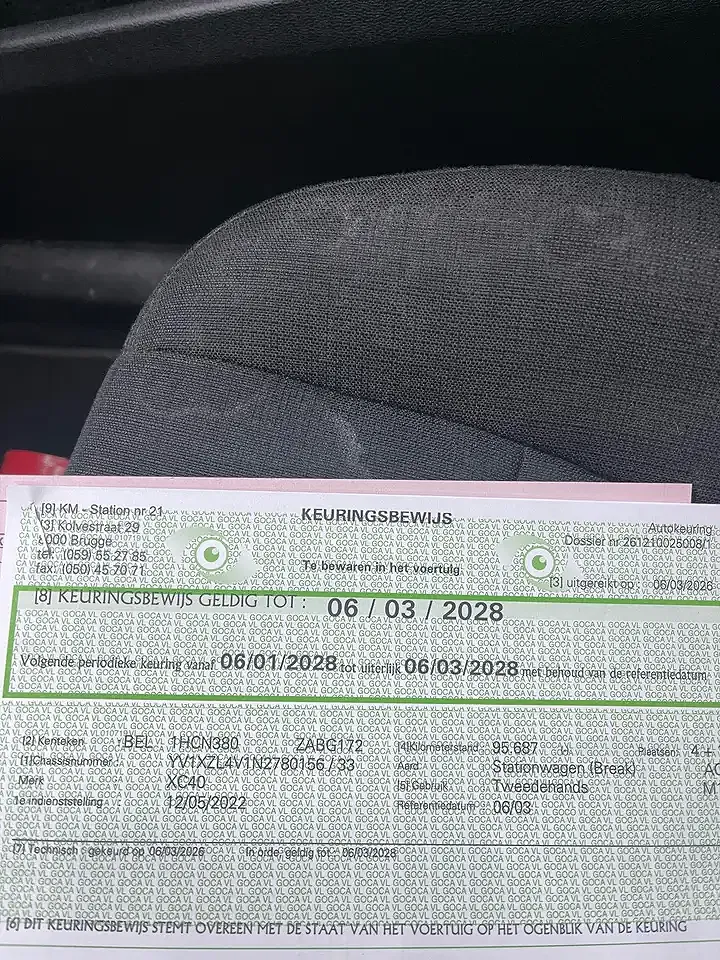 [9] KM - Station nr 21
KEURINGSBEWIJS
Autokeuring
[3] Kolvestraat 29
Dossier nr 261210025008/1
8000 Brugge
tel: (059) 55 27 85
Te bewaren in het voertuig
fax: (050) 45 70 71
[3] uitgereikt op : 06/03/2026
[8] KEURINGSBEWIJS GELDIG TOT : 06 / 03 / 2028
Volgende periodieke keuring vanaf 06/01/2028 tot uiterlijk 06/03/2028 met behoud van de referentiedatum
[2] Kenteken : BEL 1HCN380 ZABG172 [4] Kilometerstand 95.687 Plaatsen: 4 +
[1] Chassisnummer : YV1XZL4V1N2780156 / 33 Aard Stationwagen (Break)
Merk XC40 [5] Gebruik Tweedehands
1e indienststelling 12/05/2022 Referentiedatum 06/03
[7] Technisch : gekeurd op 06/03/2026 In orde, geldig tot 06/03/2028
[6] DIT KEURINGSBEWIJS STEMT OVEREEN MET DE STAAT VAN HET VOERTUIG OP HET OGENBLIK VAN DE KEURING